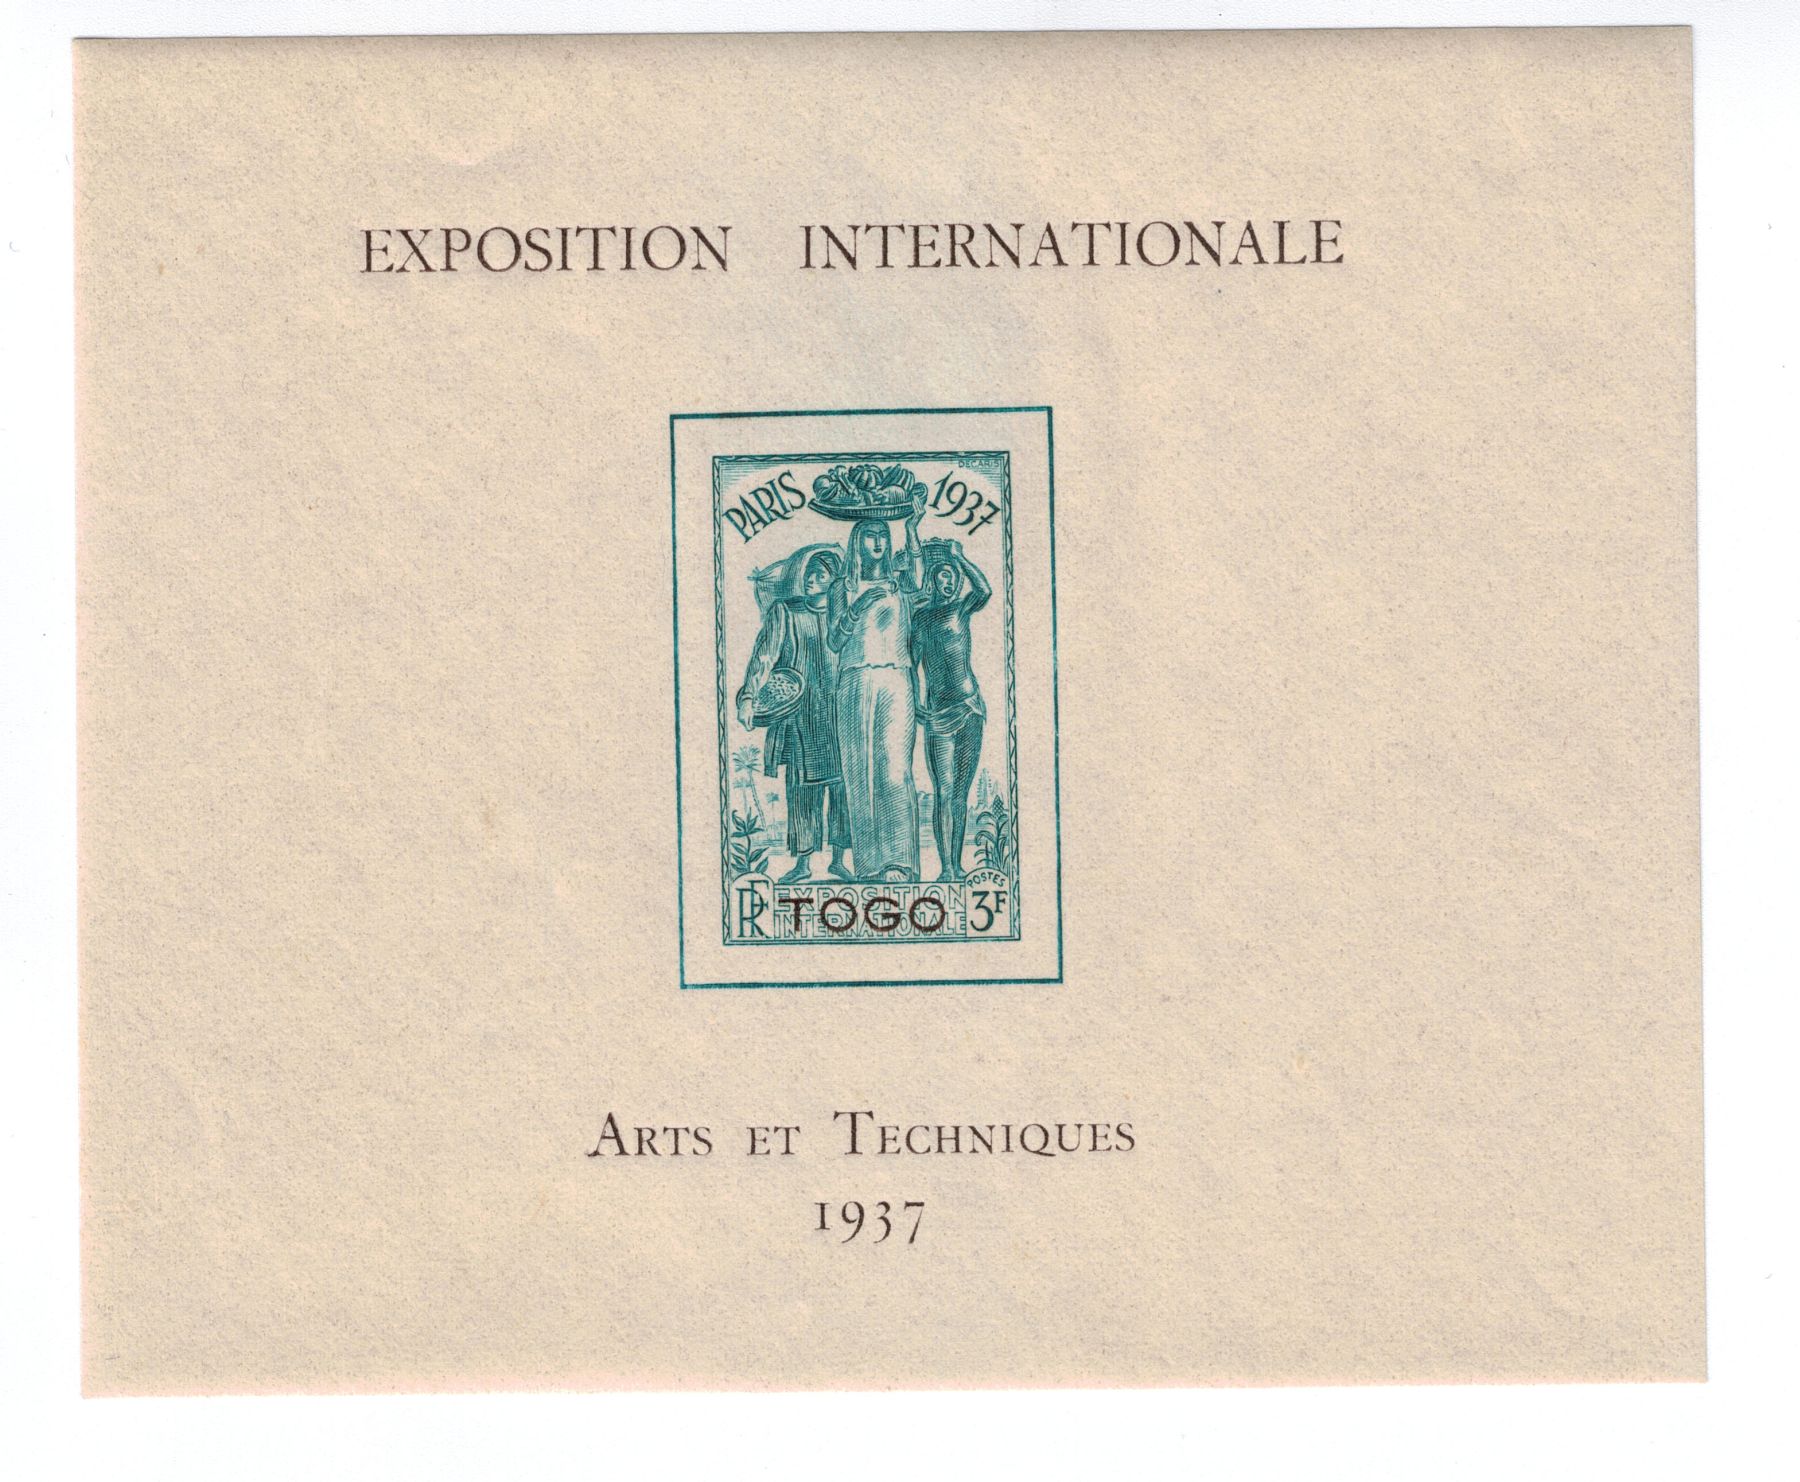 EXPOSITION INTERNATIONALE
DECARIS
PARIS 1937
POSTES
RF EXPOSITION INTERNATIONALE 3F
TOGO
ARTS ET TECHNIQUES
1937